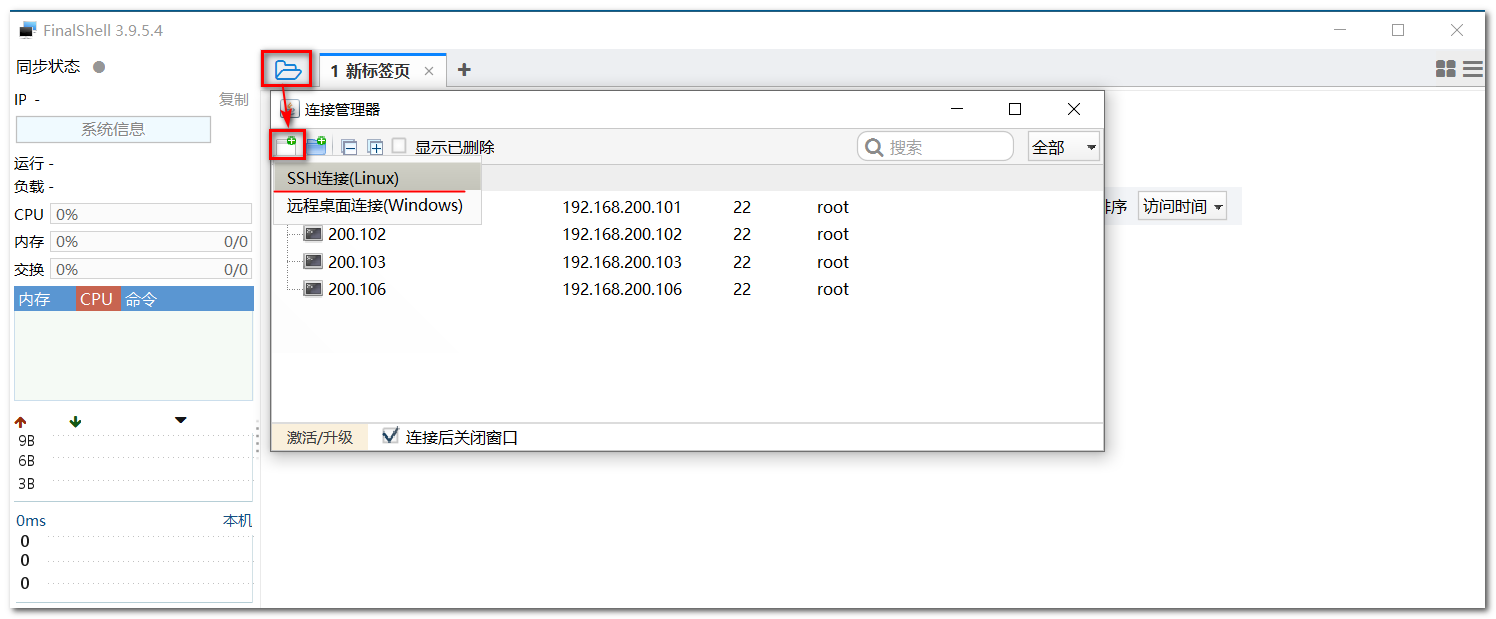 FinalShell 3.9.5.4
同步状态
1 新标签页
IP -
复制
连接管理器
系统信息
显示已删除
搜索
全部
运行 -
SSH连接(Linux)
负载 -
远程桌面连接(Windows)
192.168.200.101 22 root
排序
访问时间
CPU 0%
200.102 192.168.200.102 22 root
内存 0% 0/0
200.103 192.168.200.103 22 root
交换 0% 0/0
200.106 192.168.200.106 22 root
内存 CPU 命令
激活/升级
连接后关闭窗口
9B
6B
3B
0ms 本机
0
0
0